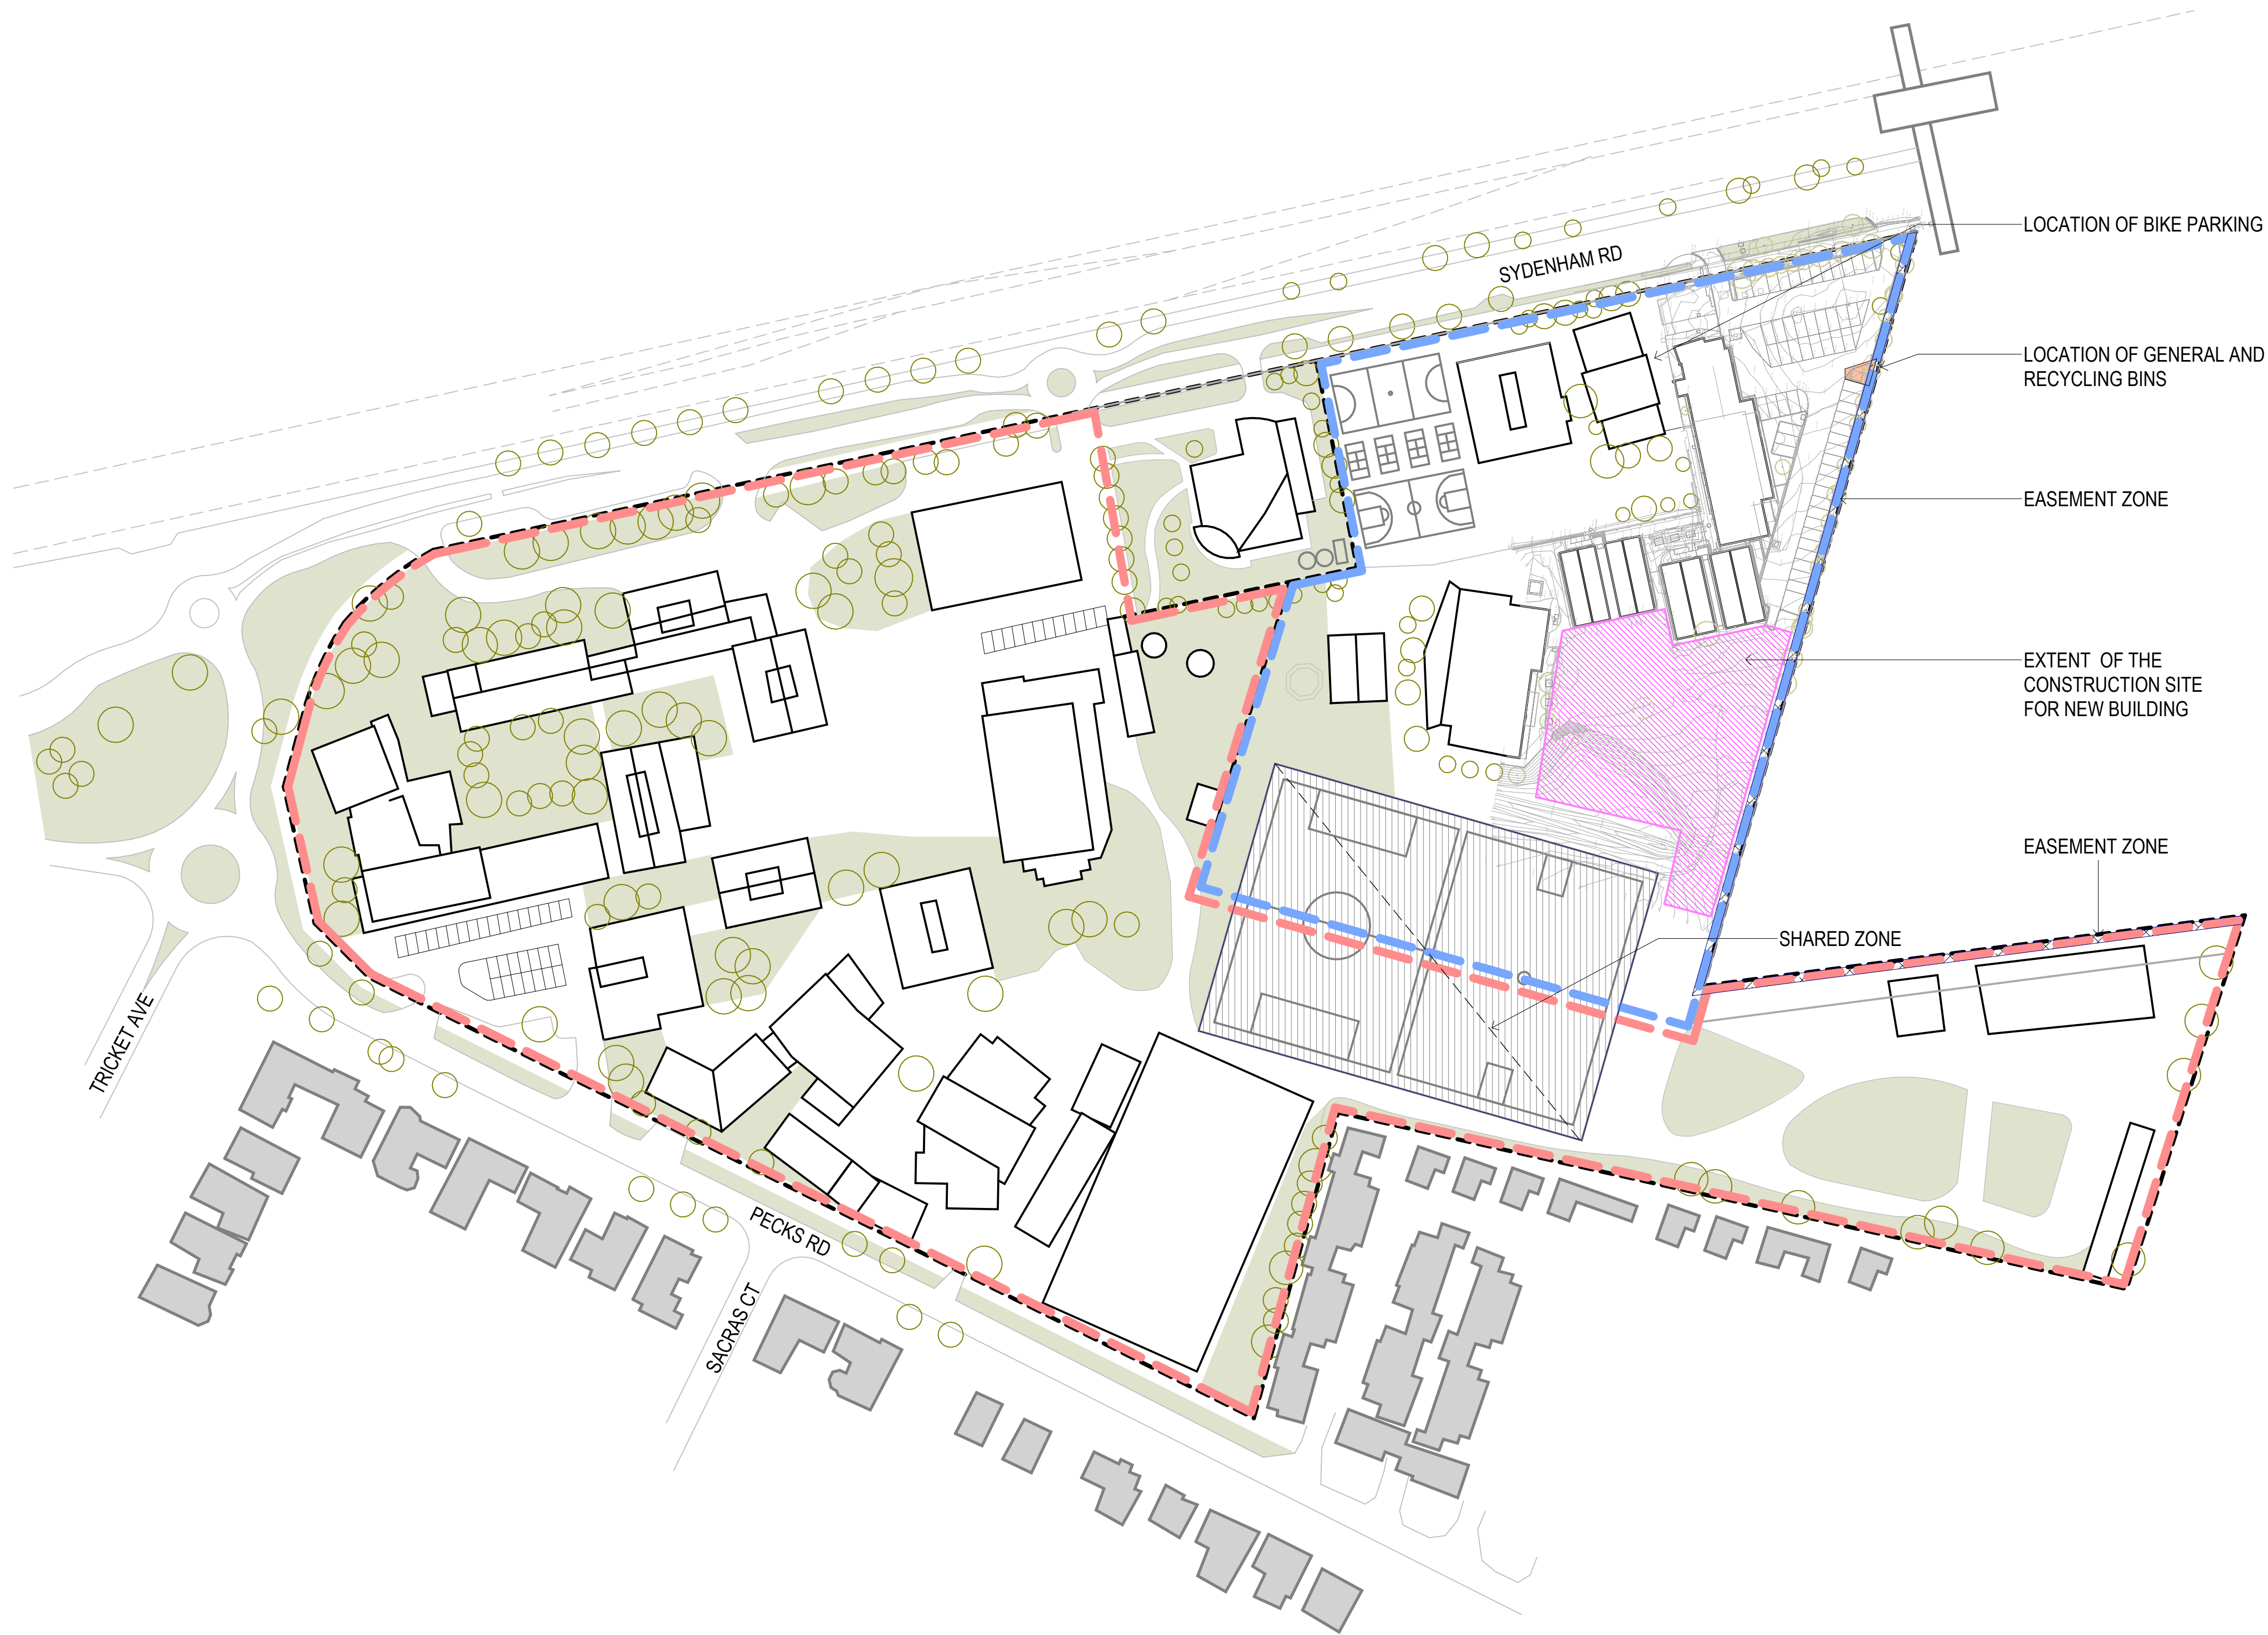 LOCATION OF BIKE PARKING
SYDENHAM RD
LOCATION OF GENERAL AND
RECYCLING BINS
EASEMENT ZONE
EXTENT OF THE
CONSTRUCTION SITE
FOR NEW BUILDING
EASEMENT ZONE
SHARED ZONE
TRICKET AVE
PECKS RD
SACRAS CT